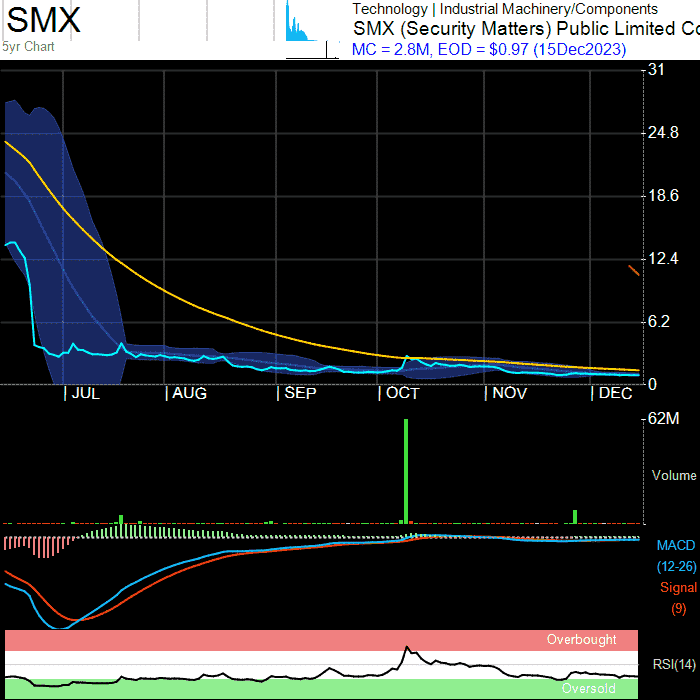 SMX
5yr Chart
Technology | Industrial Machinery/Components
SMX (Security Matters) Public Limited Co
MC = 2.8M, EOD = $0.97 (15Dec2023)
31
24.8
18.6
12.4
6.2
0
JUL
AUG
SEP
OCT
NOV
DEC
62M
Volume
MACD
(12-26)
Signal
(9)
Overbought
RSI(14)
Oversold